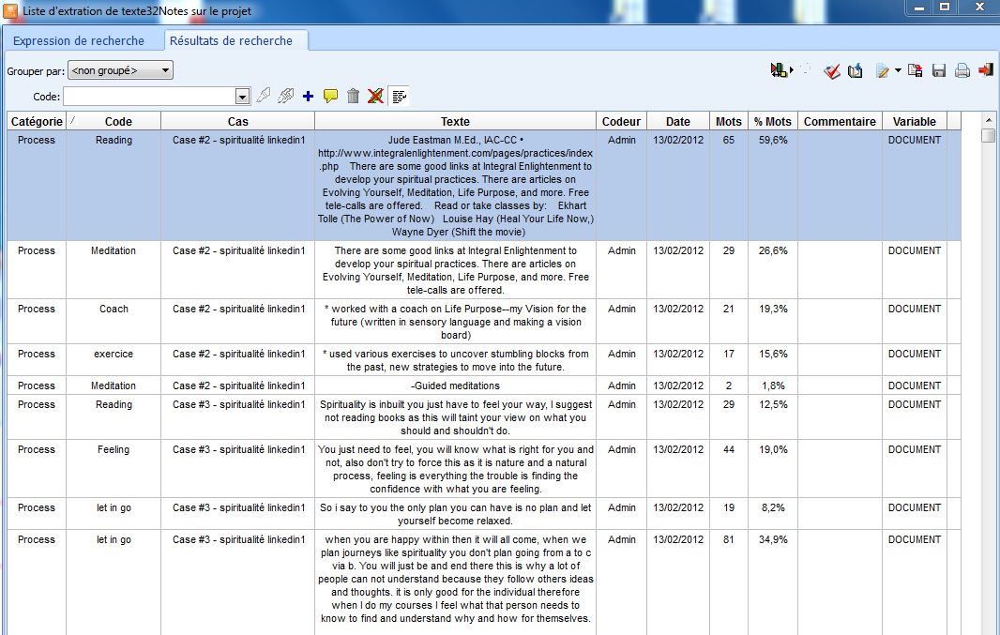 Liste d'extration de texte32Notes sur le projet
Expression de recherche Résultats de recherche
Grouper par: <non groupé>
Code:
Catégorie Code Cas Texte Codeur Date Mots % Mots Commentaire Variable
Process Reading Case #2 - spiritualité linkedin1 Jude Eastman M.Ed., IAC-CC • Admin 13/02/2012 65 59,6% DOCUMENT
http://www.integralenlightenment.com/pages/practices/index
.php There are some good links at Integral Enlightenment to
develop your spiritual practices. There are articles on
Evolving Yourself, Meditation, Life Purpose, and more. Free
tele-calls are offered. Read or take classes by: Ekhart
Tolle (The Power of Now) Louise Hay (Heal Your Life Now,)
Wayne Dyer (Shift the movie)
Process Meditation Case #2 - spiritualité linkedin1 There are some good links at Integral Enlightenment to Admin 13/02/2012 29 26,6% DOCUMENT
develop your spiritual practices. There are articles on
Evolving Yourself, Meditation, Life Purpose, and more. Free
tele-calls are offered.
Process Coach Case #2 - spiritualité linkedin1 * worked with a coach on Life Purpose--my Vision for the Admin 13/02/2012 21 19,3% DOCUMENT
future (written in sensory language and making a vision
board)
Process exercice Case #2 - spiritualité linkedin1 * used various exercises to uncover stumbling blocks from Admin 13/02/2012 17 15,6% DOCUMENT
the past, new strategies to move into the future.
Process Meditation Case #2 - spiritualité linkedin1 -Guided meditations Admin 13/02/2012 2 1,8% DOCUMENT
Process Reading Case #3 - spiritualité linkedin1 Spirituality is inbuilt you just have to feel your way, I suggest Admin 13/02/2012 29 12,5% DOCUMENT
not reading books as this will taint your view on what you
should and shouldn't do.
Process Feeling Case #3 - spiritualité linkedin1 You just need to feel, you will know what is right for you and Admin 13/02/2012 44 19,0% DOCUMENT
not, also don't try to force this as it is nature and a natural
process, feeling is everything the trouble is finding the
confidence with what you are feeling.
Process let in go Case #3 - spiritualité linkedin1 So i say to you the only plan you can have is no plan and let Admin 13/02/2012 19 8,2% DOCUMENT
yourself become relaxed.
Process let in go Case #3 - spiritualité linkedin1 when you are happy within then it will all come, when we Admin 13/02/2012 81 34,9% DOCUMENT
plan journeys like spirituality you don't plan going from a to c
via b. You will just be and end there this is why a lot of
people can not understand because they follow others ideas
and thoughts. it is only good for the individual therefore
when I do my courses I feel what that person needs to
know to find and understand why and how for themselves.